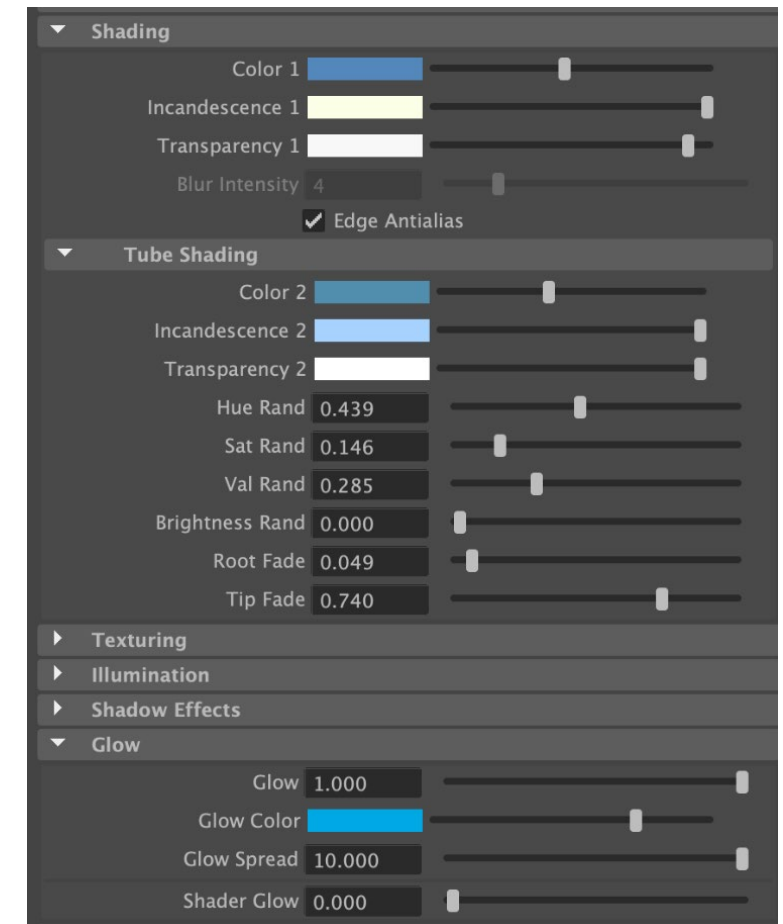 Shading
Color 1
Incandescence 1
Transparency 1
Blur Intensity 4
Edge Antialias
Tube Shading
Color 2
Incandescence 2
Transparency 2
Hue Rand 0.439
Sat Rand 0.146
Val Rand 0.285
Brightness Rand 0.000
Root Fade 0.049
Tip Fade 0.740
Texturing
Illumination
Shadow Effects
Glow
Glow 1.000
Glow Color
Glow Spread 10.000
Shader Glow 0.000